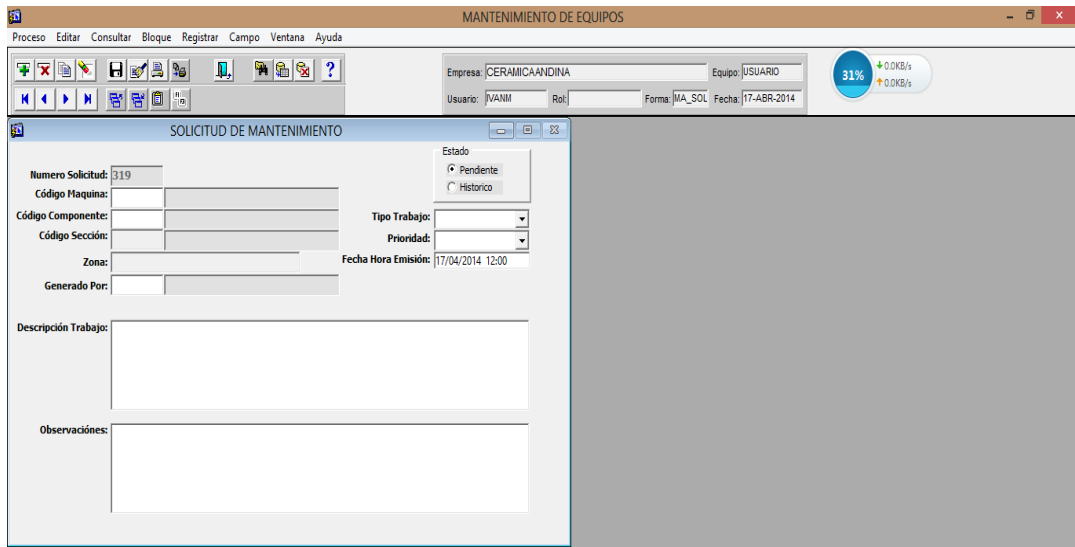 MANTENIMIENTO DE EQUIPOS
Proceso Editar Consultar Bloque Registrar Campo Ventana Ayuda
Empresa: CERAMICAANDINA Equipo: USUARIO
Usuario: IVANM Rol: Forma: MA_SOL Fecha: 17-ABR-2014
31% 0.0KB/s
0.0KB/s
SOLICITUD DE MANTENIMIENTO
Estado
Pendiente
Historico
Numero Solicitud: 319
Código Maquina:
Código Componente: Tipo Trabajo:
Código Sección: Prioridad:
Zona: Fecha Hora Emisión: 17/04/2014 12:00
Generado Por:
Descripción Trabajo:
Observaciónes: